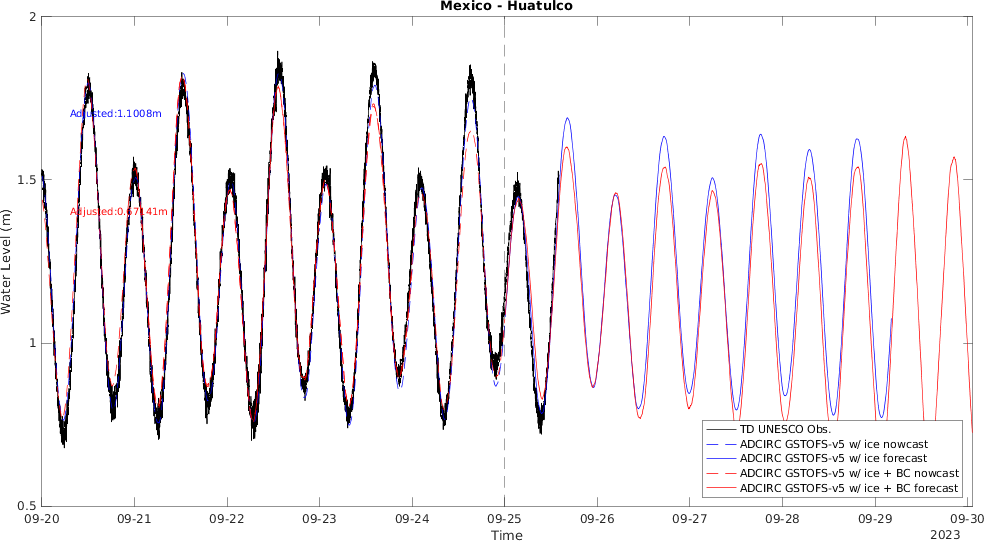 Mexico - Huatulco
Water Level (m)
2
1.5
1
0.5
Adjusted:1.1008m
Adjusted:0.67141m
TD UNESCO Obs.
ADCIRC GSTOFS-v5 w/ ice nowcast
ADCIRC GSTOFS-v5 w/ ice forecast
ADCIRC GSTOFS-v5 w/ ice + BC nowcast
ADCIRC GSTOFS-v5 w/ ice + BC forecast
09-20 09-21 09-22 09-23 09-24 09-25 09-26 09-27 09-28 09-29 09-30
Time
2023